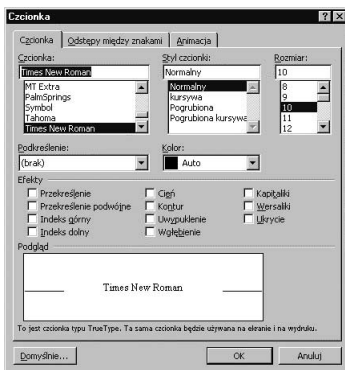 Czcionka
Czcionka Odstępy między znakami Animacja
Czcionka: Styl czcionki: Rozmiar:
Times New Roman Normalny 10
MT Extra Normalny 8
PalmSprings kursywa 9
Symbol Pogrubiona 10
Tahoma Pogrubiona kursywa 11
Times New Roman 12
Podkreślenie: Kolor:
(brak) Auto
Efekty
Przekreślenie Cień Kapitaliki
Przekreślenie podwójne Kontur Wersaliki
Indeks górny Uwypuklenie Ukrycie
Indeks dolny Wgłębienie
Podgląd
Times New Roman
To jest czcionka typu TrueType. Ta sama czcionka będzie używana na ekranie i na wydruku.
Domyślnie... OK Anuluj